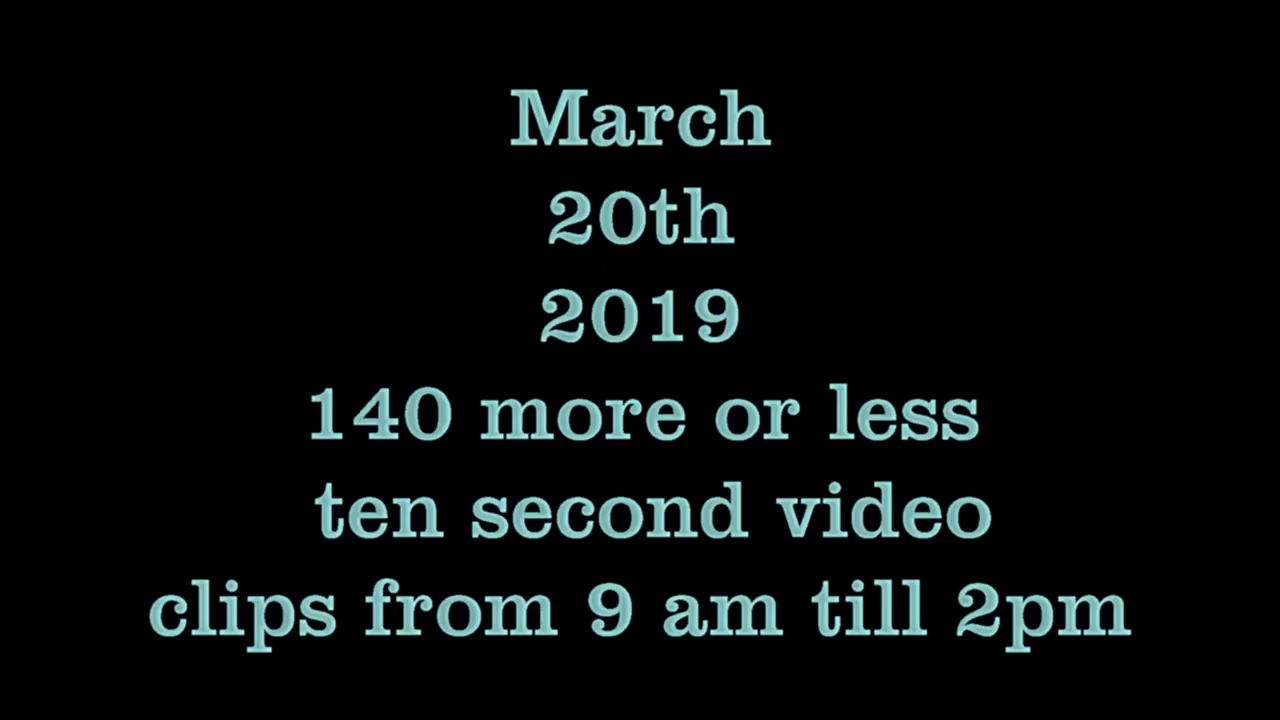 March
20th
2019
140 more or less
ten second video
clips from 9 am till 2pm